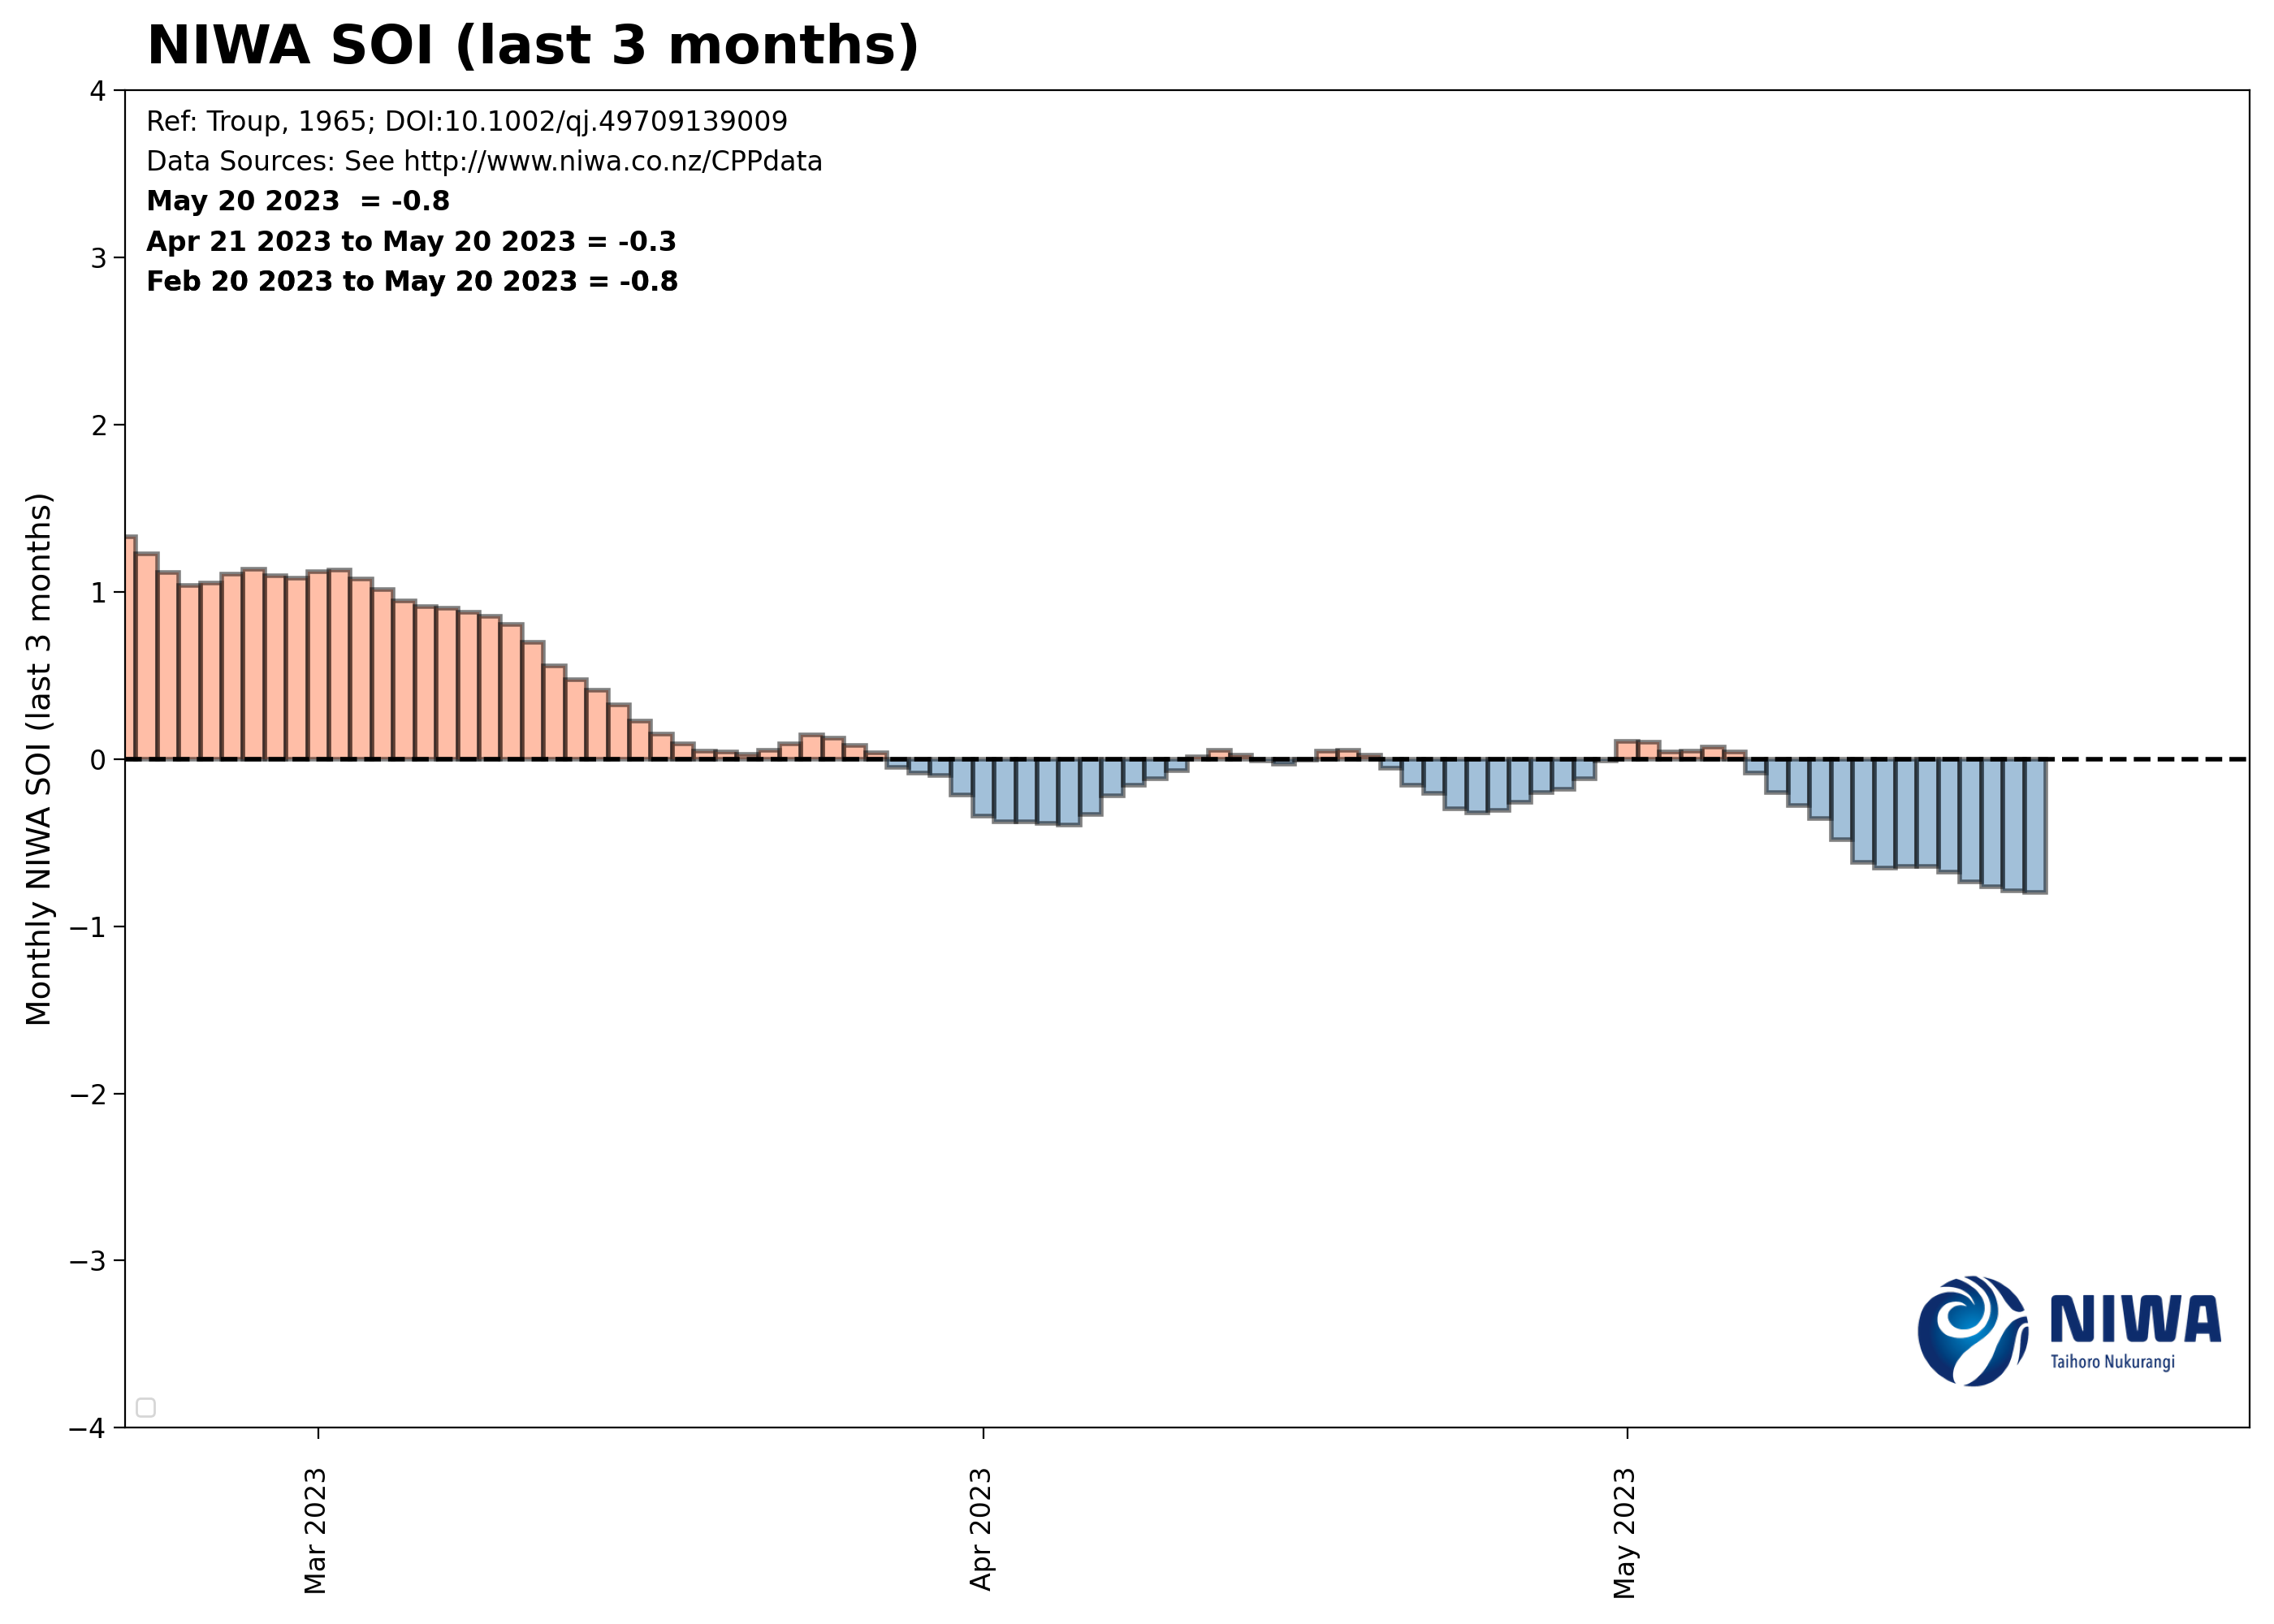 NIWA SOI (last 3 months)
Ref: Troup, 1965; DOI:10.1002/qj.49709139009
Data Sources: See http://www.niwa.co.nz/CPPdata
May 20 2023  = -0.8
Apr 21 2023 to May 20 2023 = -0.3
Feb 20 2023 to May 20 2023 = -0.8
Monthly NIWA SOI (last 3 months)
4
3
2
1
0
−1
−2
−3
−4
Mar 2023
Apr 2023
May 2023
NIWA
Taihoro Nukurangi